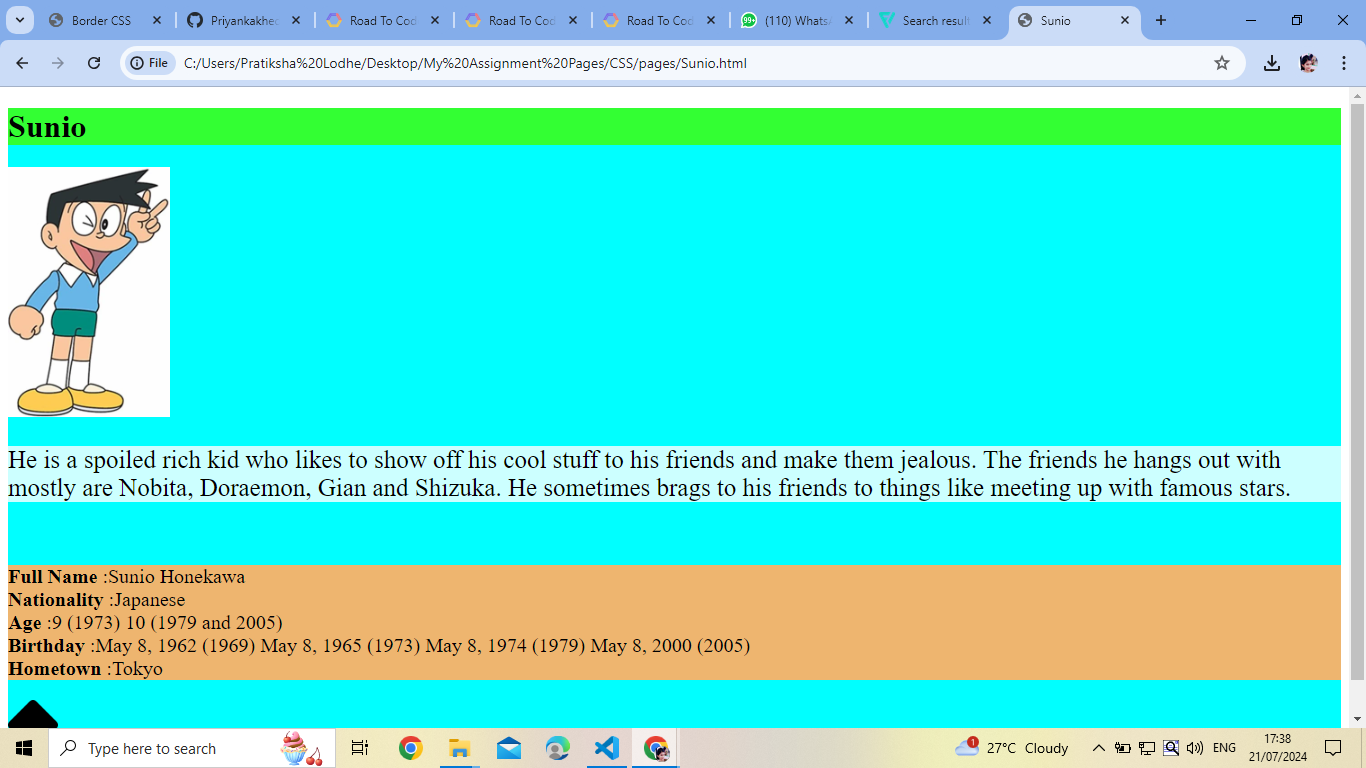 Border CSS
Priyankakhec
Road To Cod
Road To Cod
Road To Cod
99+
(110) Whats
Search result
Sunio
File
C:/Users/Pratiksha%20Lodhe/Desktop/My%20Assignment%20Pages/CSS/pages/Sunio.html
Sunio
He is a spoiled rich kid who likes to show off his cool stuff to his friends and make them jealous. The friends he hangs out with
mostly are Nobita, Doraemon, Gian and Shizuka. He sometimes brags to his friends to things like meeting up with famous stars.
Full Name :Sunio Honekawa
Nationality :Japanese
Age :9 (1973) 10 (1979 and 2005)
Birthday :May 8, 1962 (1969) May 8, 1965 (1973) May 8, 1974 (1979) May 8, 2000 (2005)
Hometown :Tokyo
Type here to search
1
27°C Cloudy
ENG
17:38
21/07/2024